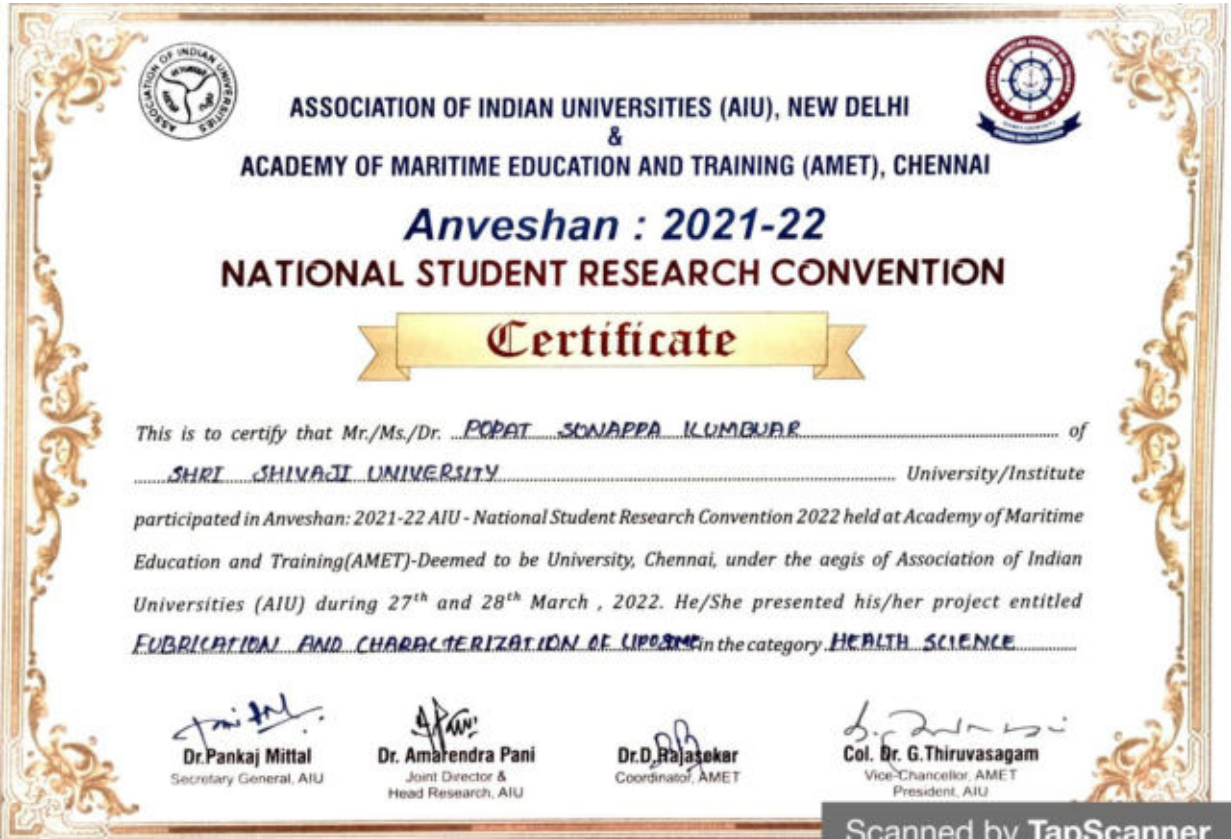 ASSOCIATION OF INDIAN UNIVERSITIES
ASSOCIATION OF INDIAN UNIVERSITIES (AIU), NEW DELHI
&
ACADEMY OF MARITIME EDUCATION AND TRAINING (AMET), CHENNAI
Anveshan : 2021-22
NATIONAL STUDENT RESEARCH CONVENTION
Certificate
This is to certify that Mr./Ms./Dr. POPAT SONAPPA KUMBHAR of
SHRI SHIVAJI UNIVERSITY University/Institute
participated in Anveshan: 2021-22 AIU - National Student Research Convention 2022 held at Academy of Maritime
Education and Training(AMET)-Deemed to be University, Chennai, under the aegis of Association of Indian
Universities (AIU) during 27th and 28th March , 2022. He/She presented his/her project entitled
FUBRICATION AND CHARACTERIZATION OF LIPOSOME in the category HEALTH SCIENCE
Dr.Pankaj Mittal
Secretary General, AIU
Dr. Amarendra Pani
Joint Director &
Head Research, AIU
Dr.D.Rajasekar
Coordinator, AMET
Col. Dr. G.Thiruvasagam
Vice-Chancellor, AMET
President, AIU
Scanned by TapScanner